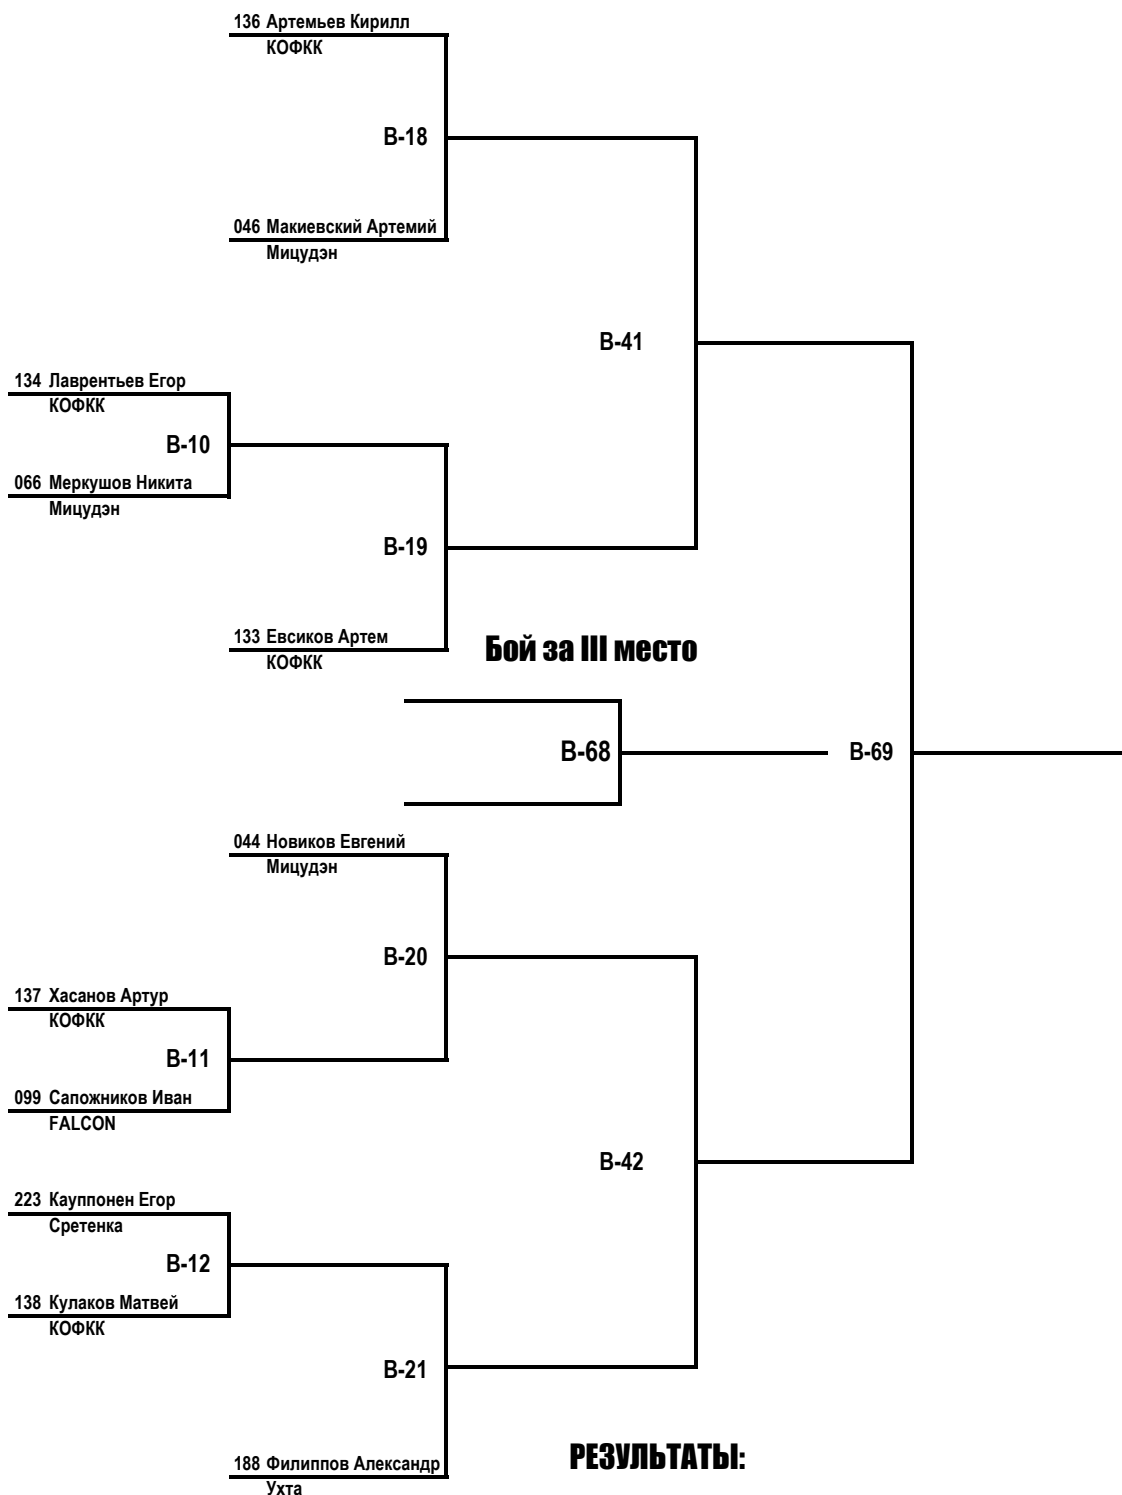 136 Артемьев Кирилл
КОФКК
В-18
046 Макиевский Артемий
Мицудэн
В-41
134 Лаврентьев Егор
КОФКК
В-10
066 Меркушов Никита
Мицудэн
В-19
133 Евсиков Артем
КОФКК
Бой за III место
В-68
В-69
044 Новиков Евгений
Мицудэн
В-20
137 Хасанов Артур
КОФКК
В-11
099 Сапожников Иван
FALCON
В-42
223 Кауппонен Егор
Сретенка
В-12
138 Кулаков Матвей
КОФКК
В-21
188 Филиппов Александр
Ухта
РЕЗУЛЬТАТЫ: